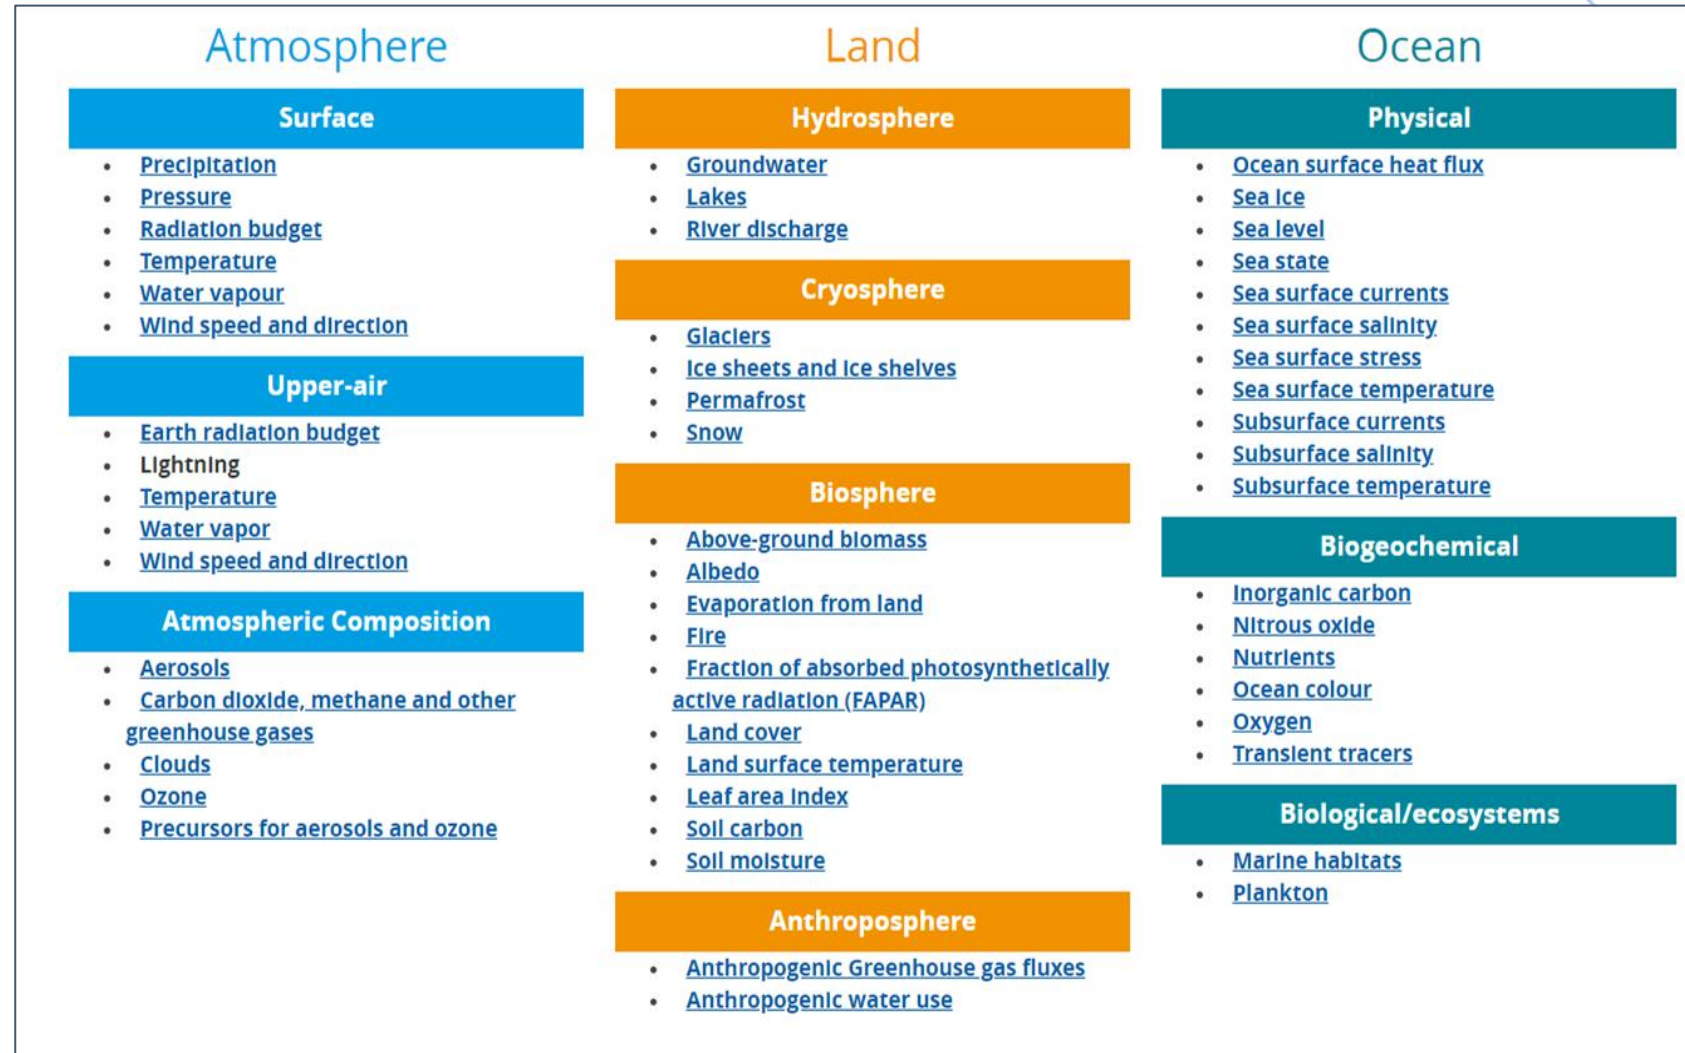 Atmosphere
Surface
• Precipitation
• Pressure
• Radiation budget
• Temperature
• Water vapour
• Wind speed and direction
Upper-air
• Earth radiation budget
• Lightning
• Temperature
• Water vapor
• Wind speed and direction
Atmospheric Composition
• Aerosols
• Carbon dioxide, methane and other
greenhouse gases
• Clouds
• Ozone
• Precursors for aerosols and ozone
Land
Hydrosphere
• Groundwater
• Lakes
• River discharge
Cryosphere
• Glaciers
• Ice sheets and ice shelves
• Permafrost
• Snow
Biosphere
• Above-ground biomass
• Albedo
• Evaporation from land
• Fire
• Fraction of absorbed photosynthetically
active radiation (FAPAR)
• Land cover
• Land surface temperature
• Leaf area index
• Soil carbon
• Soil moisture
Anthroposphere
• Anthropogenic Greenhouse gas fluxes
• Anthropogenic water use
Ocean
Physical
• Ocean surface heat flux
• Sea ice
• Sea level
• Sea state
• Sea surface currents
• Sea surface salinity
• Sea surface stress
• Sea surface temperature
• Subsurface currents
• Subsurface salinity
• Subsurface temperature
Biogeochemical
• Inorganic carbon
• Nitrous oxide
• Nutrients
• Ocean colour
• Oxygen
• Transient tracers
Biological/ecosystems
• Marine habitats
• Plankton